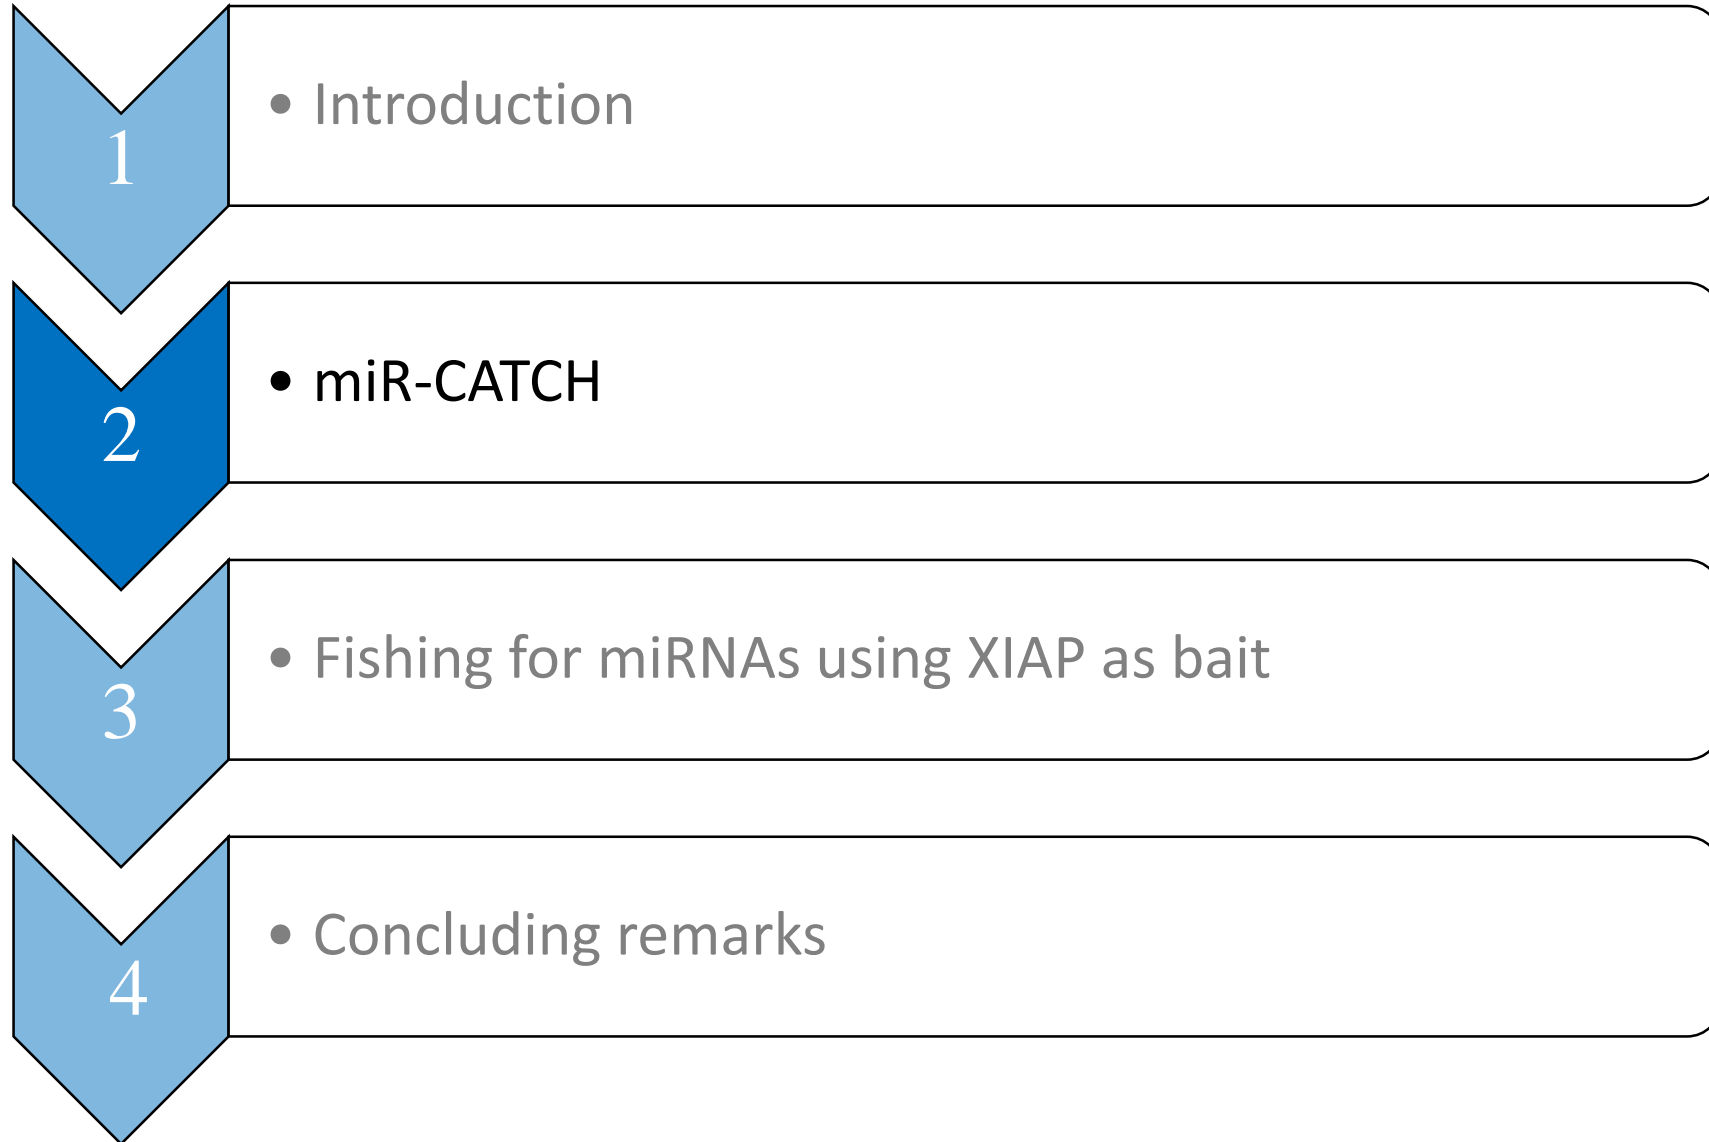 1
• Introduction
2
• miR-CATCH
3
• Fishing for miRNAs using XIAP as bait
4
• Concluding remarks